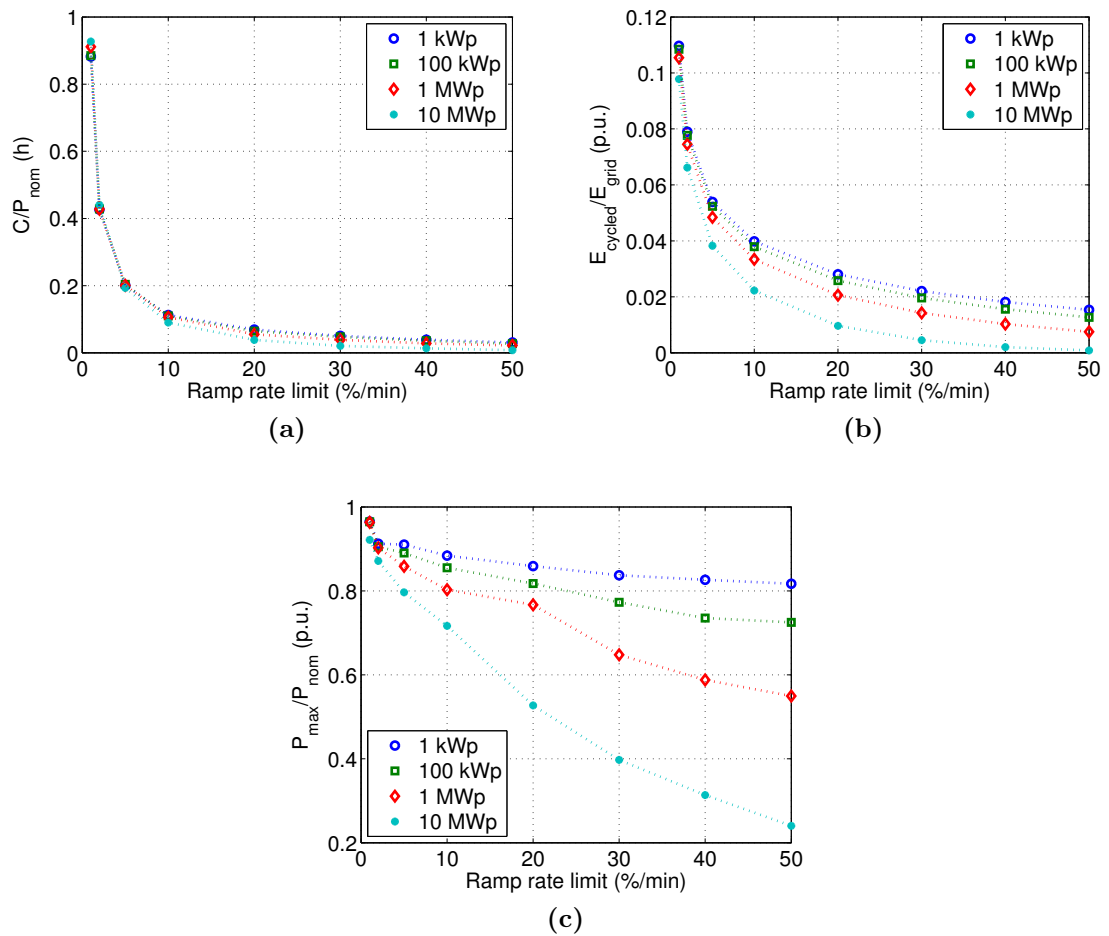 1
0.8
0.6
0.4
0.2
0
0 10 20 30 40 50
C/P_nom (h)
Ramp rate limit (%/min)
1 kWp
100 kWp
1 MWp
10 MWp
(a)
0.12
0.1
0.08
0.06
0.04
0.02
0
0 10 20 30 40 50
E_cycled/E_grid (p.u.)
Ramp rate limit (%/min)
1 kWp
100 kWp
1 MWp
10 MWp
(b)
1
0.8
0.6
0.4
0.2
0 10 20 30 40 50
P_max/P_nom (p.u.)
Ramp rate limit (%/min)
1 kWp
100 kWp
1 MWp
10 MWp
(c)